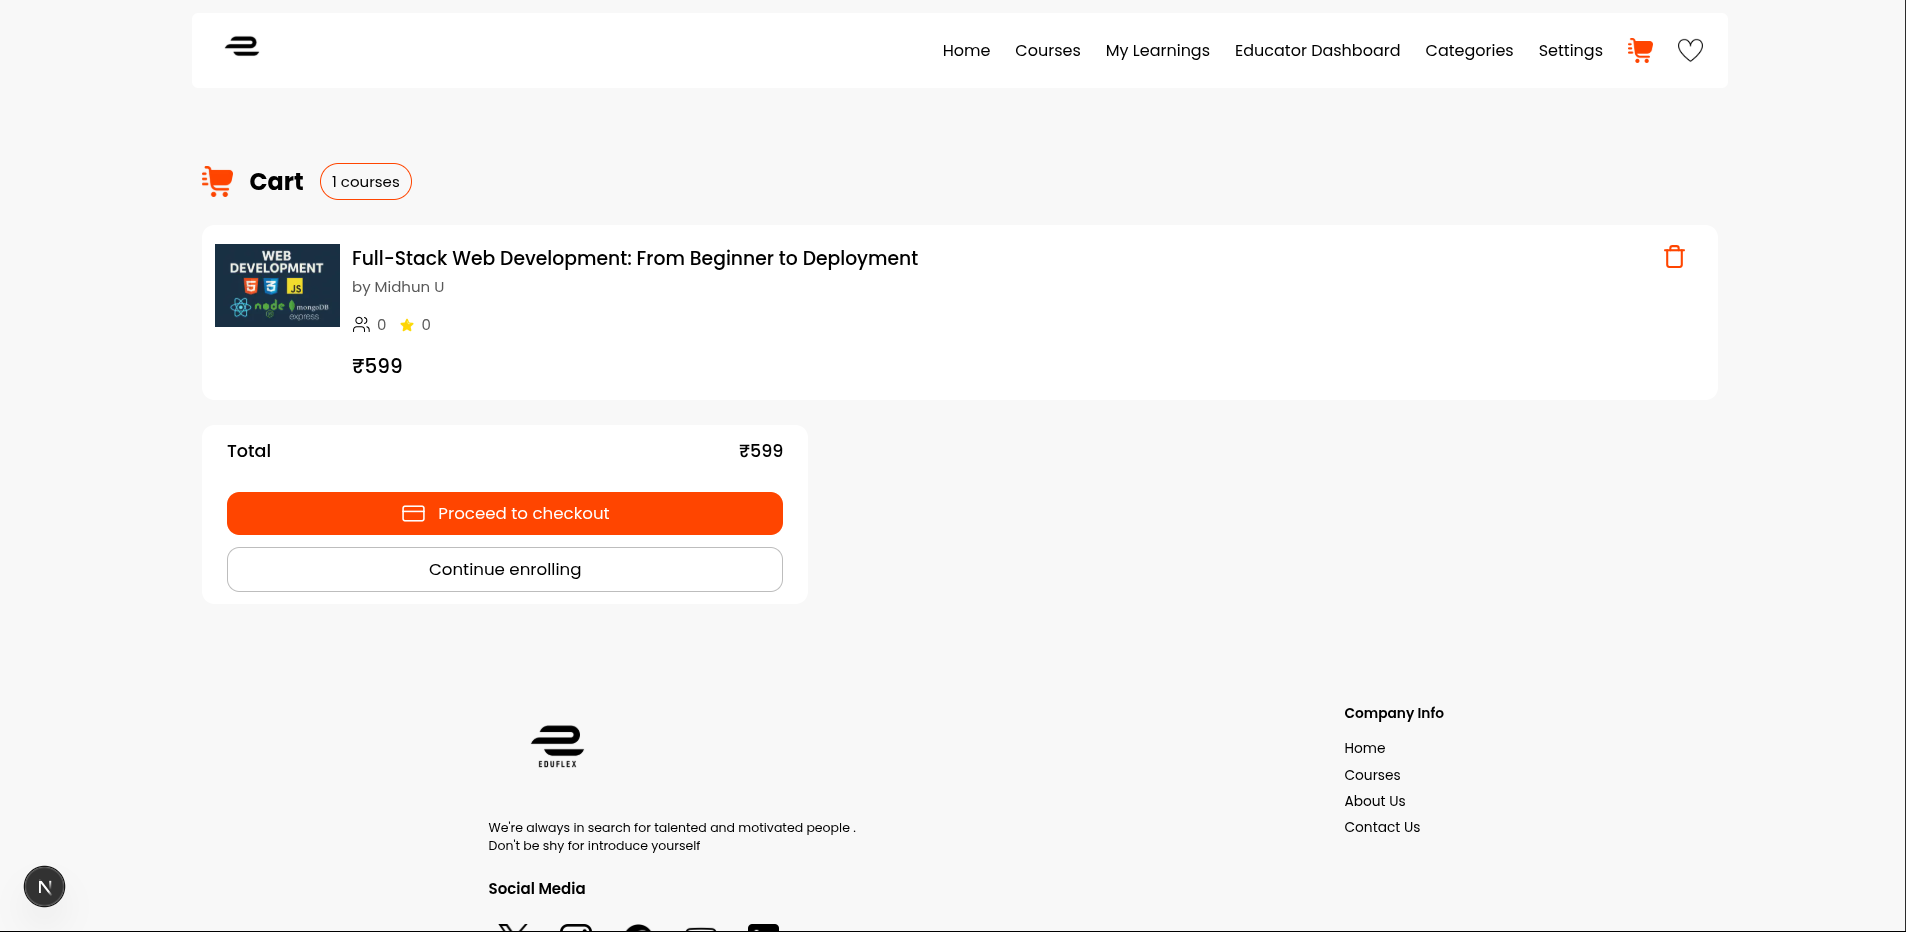 Home Courses My Learnings Educator Dashboard Categories Settings
Cart 1 courses
WEB
DEVELOPMENT
5 3 JS
node mongoDB
express
Full-Stack Web Development: From Beginner to Deployment
by Midhun U
0 0
₹599
Total ₹599
Proceed to checkout
Continue enrolling
EDUFLEX
We're always in search for talented and motivated people .
Don't be shy for introduce yourself
Social Media
Company Info
Home
Courses
About Us
Contact Us
N